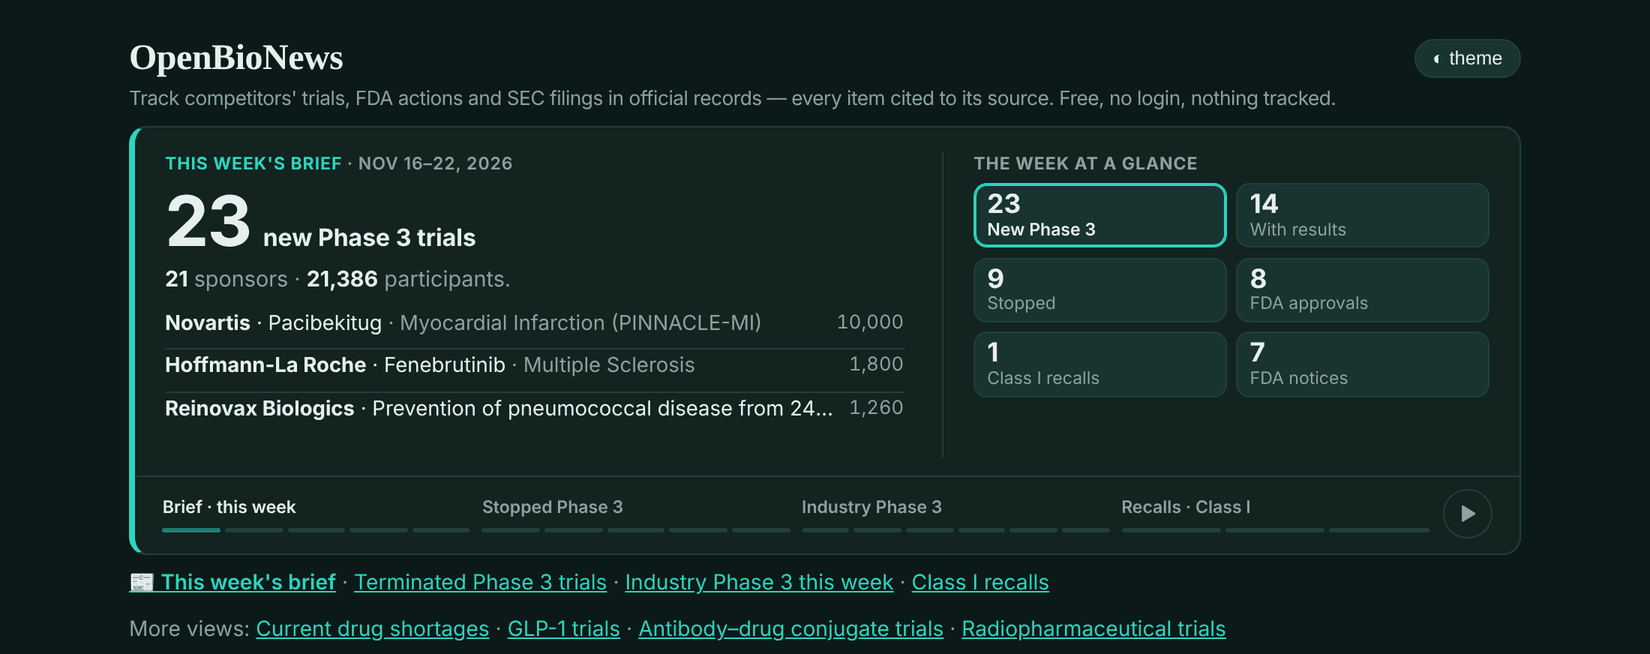 OpenBioNews
theme
Track competitors' trials, FDA actions and SEC filings in official records — every item cited to its source. Free, no login, nothing tracked.
THIS WEEK'S BRIEF · NOV 16–22, 2026
23 new Phase 3 trials
21 sponsors · 21,386 participants.
Novartis · Pacibekitug · Myocardial Infarction (PINNACLE-MI) 10,000
Hoffmann-La Roche · Fenebrutinib · Multiple Sclerosis 1,800
Reinovax Biologics · Prevention of pneumococcal disease from 24... 1,260
THE WEEK AT A GLANCE
23
New Phase 3
14
With results
9
Stopped
8
FDA approvals
1
Class I recalls
7
FDA notices
Brief · this week
Stopped Phase 3
Industry Phase 3
Recalls · Class I
📰 This week's brief · Terminated Phase 3 trials · Industry Phase 3 this week · Class I recalls
More views: Current drug shortages · GLP-1 trials · Antibody–drug conjugate trials · Radiopharmaceutical trials